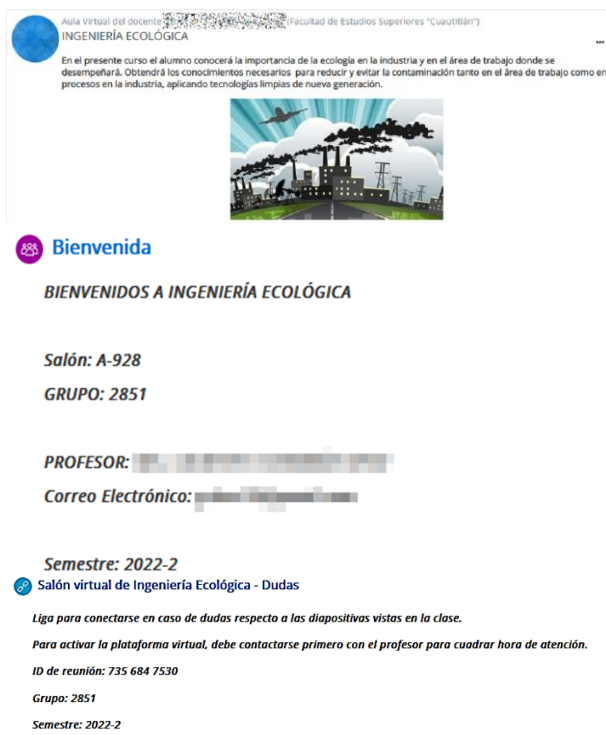 Aula Virtual del docente (Facultad de Estudios Superiores "Cuautitlán")
INGENIERÍA ECOLÓGICA
...
En el presente curso el alumno conocerá la importancia de la ecología en la industria y en el área de trabajo donde se
desempeñará. Obtendrá los conocimientos necesarios para reducir y evitar la contaminación tanto en el área de trabajo como en
procesos en la industria, aplicando tecnologías limpias de nueva generación.
Bienvenida
BIENVENIDOS A INGENIERÍA ECOLÓGICA
Salón: A-928
GRUPO: 2851
PROFESOR:
Correo Electrónico:
Semestre: 2022-2
Salón virtual de Ingeniería Ecológica - Dudas
Liga para conectarse en caso de dudas respecto a las diapositivas vistas en la clase.
Para activar la plataforma virtual, debe contactarse primero con el profesor para cuadrar hora de atención.
ID de reunión: 735 684 7530
Grupo: 2851
Semestre: 2022-2